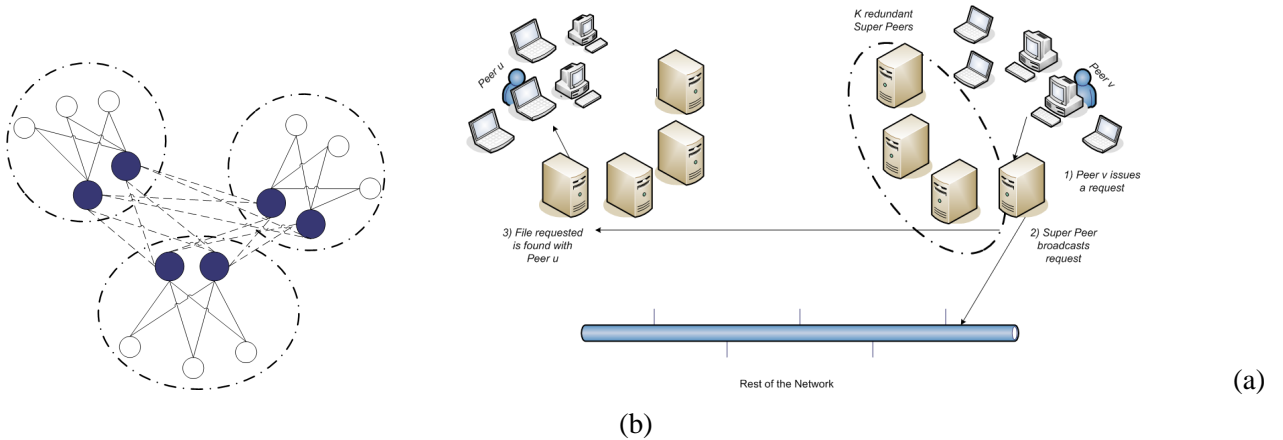 Peer u
K redundant
Super Peers
Peer v
1) Peer v issues
a request
3) File requested
is found with
Peer u
2) Super Peer
broadcasts
request
Rest of the Network
(a)
(b)